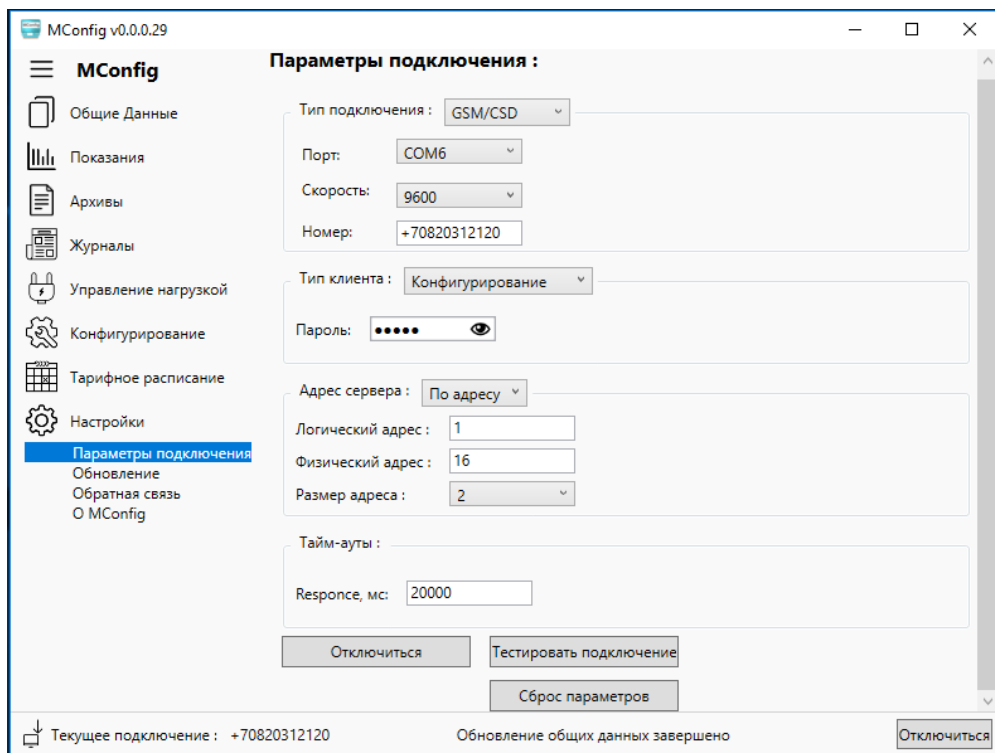 MConfig v0.0.0.29
MConfig
Общие Данные
Показания
Архивы
Журналы
Управление нагрузкой
Конфигурирование
Тарифное расписание
Настройки
Параметры подключения
Обновление
Обратная связь
О MConfig
Параметры подключения :
Тип подключения : GSM/CSD
Порт: COM6
Скорость: 9600
Номер: +70820312120
Тип клиента : Конфигурирование
Пароль: •••••
Адрес сервера : По адресу
Логический адрес : 1
Физический адрес : 16
Размер адреса : 2
Тайм-ауты :
Responce, мс: 20000
Отключиться Тестировать подключение
Сброс параметров
Текущее подключение : +70820312120 Обновление общих данных завершено Отключиться